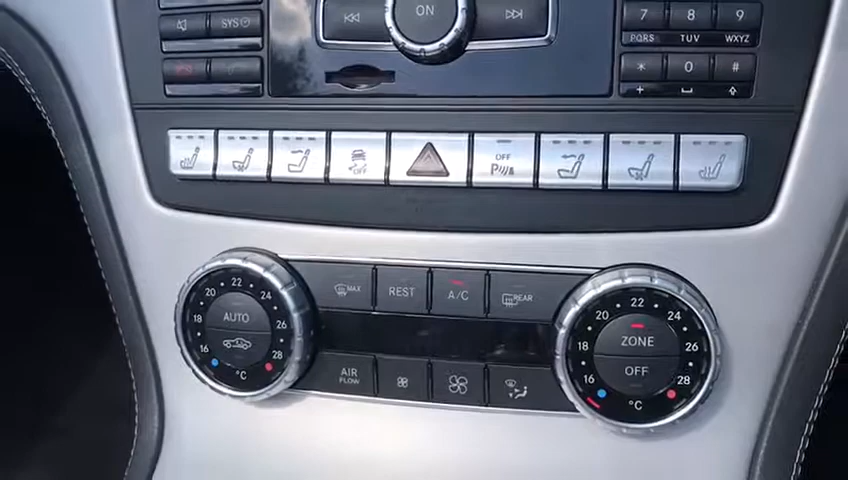 ON
7 8 9
SYS
PQRS TUV WXYZ
* 0 #
+
OFF
OFF
P
MAX
REST
A/C
REAR
16 18 20 22 24 26 28
AUTO
°C
16 18 20 22 24 26 28
ZONE
OFF
°C
AIR
FLOW